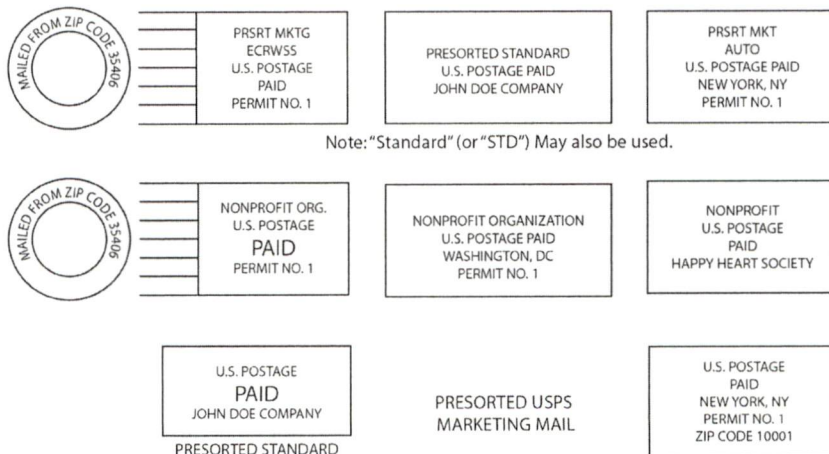 MAILED FROM ZIP CODE 35406
PRSRT MKTG
ECRWSS
U.S. POSTAGE
PAID
PERMIT NO. 1
PRESORTED STANDARD
U.S. POSTAGE PAID
JOHN DOE COMPANY
PRSRT MKT
AUTO
U.S. POSTAGE PAID
NEW YORK, NY
PERMIT NO. 1
Note: "Standard" (or "STD") May also be used.
MAILED FROM ZIP CODE 35406
NONPROFIT ORG.
U.S. POSTAGE
PAID
PERMIT NO. 1
NONPROFIT ORGANIZATION
U.S. POSTAGE PAID
WASHINGTON, DC
PERMIT NO. 1
NONPROFIT
U.S. POSTAGE
PAID
HAPPY HEART SOCIETY
U.S. POSTAGE
PAID
JOHN DOE COMPANY
PRESORTED STANDARD
PRESORTED USPS
MARKETING MAIL
U.S. POSTAGE
PAID
NEW YORK, NY
PERMIT NO. 1
ZIP CODE 10001